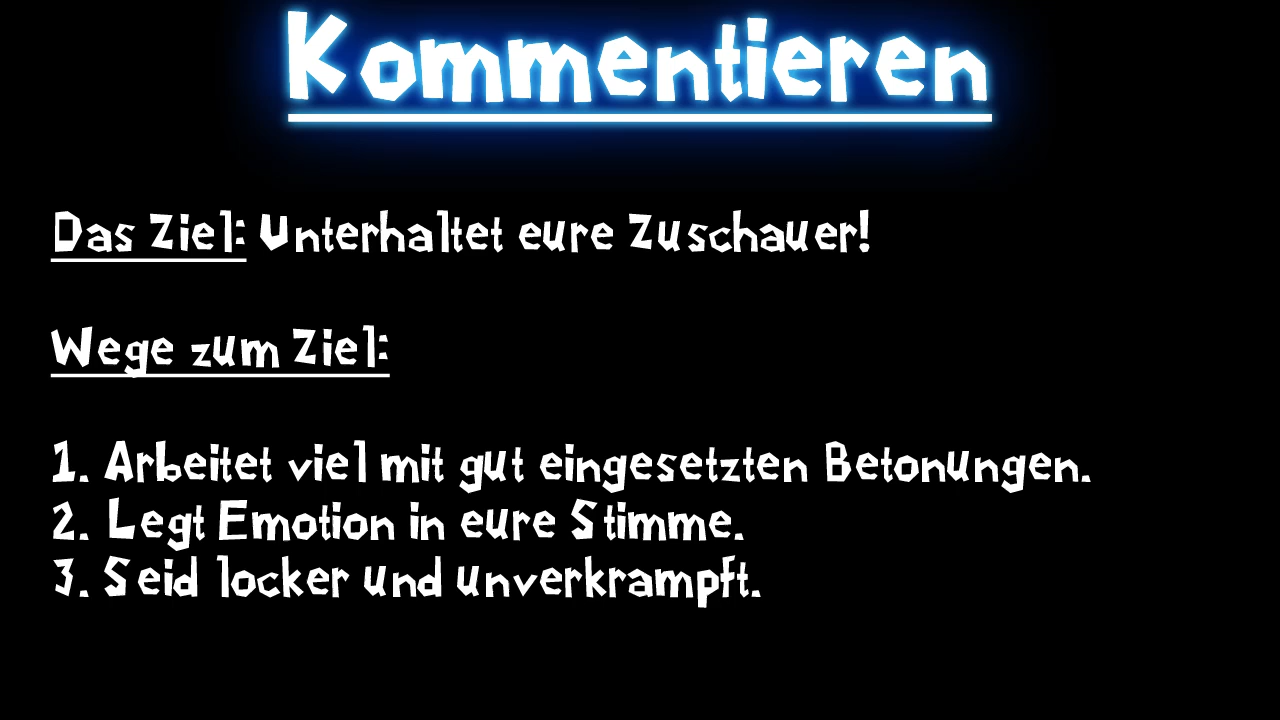 Kommentieren
Das Ziel: Unterhaltet eure Zuschauer!
Wege zum Ziel:
1. Arbeitet viel mit gut eingesetzten Betonungen.
2. Legt Emotion in eure Stimme.
3. Seid locker und unverkrampft.